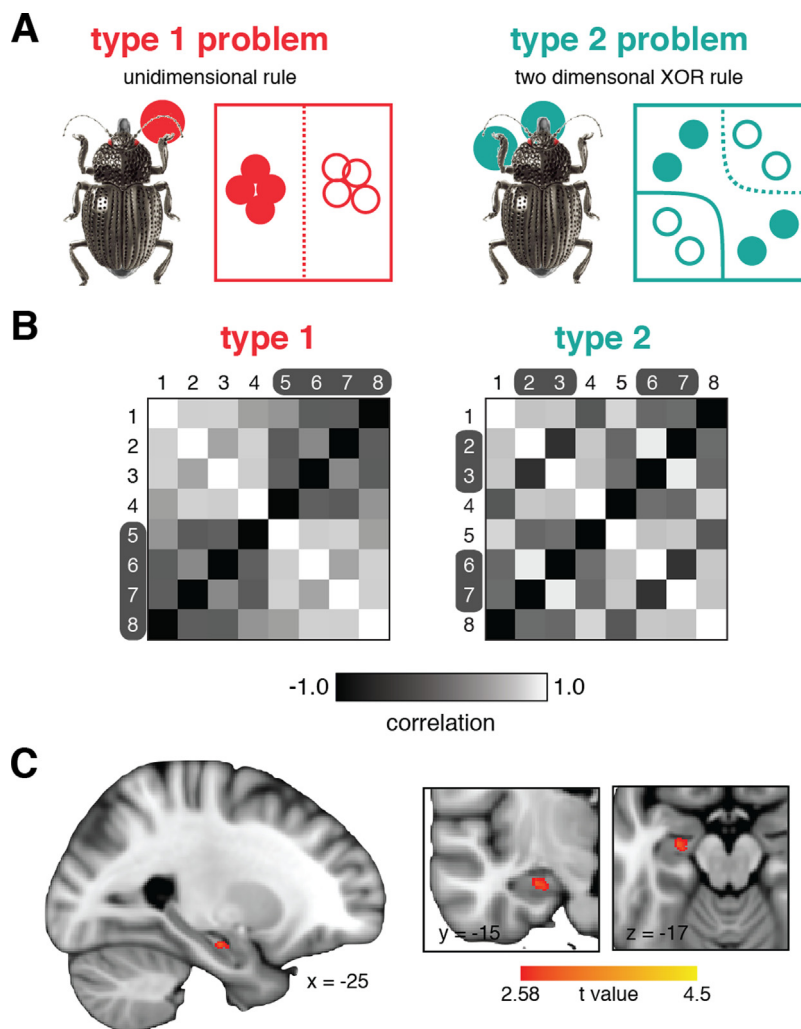 A
type 1 problem
unidimensional rule
type 2 problem
two dimensonal XOR rule
B
type 1
1 2 3 4 5 6 7 8
1
2
3
4
5
6
7
8
type 2
1 2 3 4 5 6 7 8
1
2
3
4
5
6
7
8
-1.0 1.0
correlation
C
x = -25
y = -15
z = -17
2.58 t value 4.5